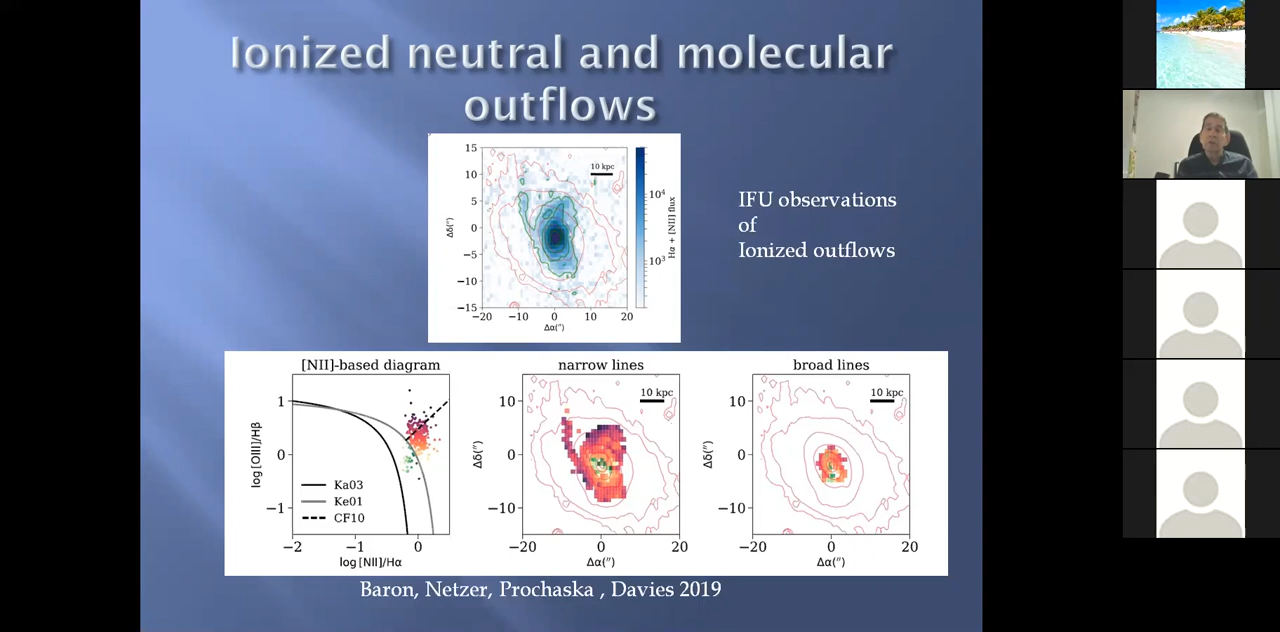 Ionized neutral and molecular
outflows
15
10
5
0
−5
−10
−15
−20
−10
0
10
20
Δδ(″)
Δα(″)
10 kpc
10⁴
10³
Hα + [NII] flux
IFU observations
of
Ionized outflows
[NII]-based diagram
1
0
−1
−2
−1
0
log [OIII]/Hβ
log [NII]/Hα
Ka03
Ke01
CF10
narrow lines
10 kpc
10
0
−10
−20
0
20
Δδ(″)
Δα(″)
broad lines
10 kpc
10
0
−10
−20
0
20
Δδ(″)
Δα(″)
Baron, Netzer, Prochaska , Davies 2019